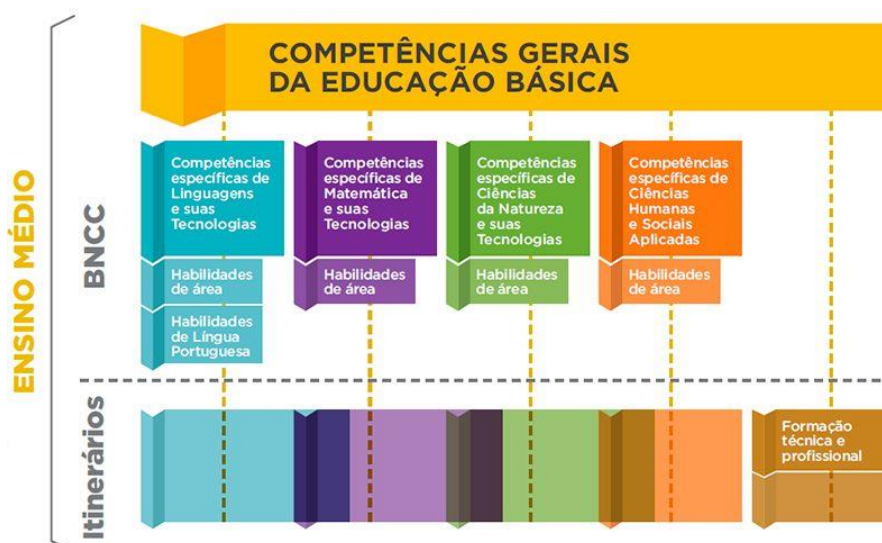 COMPETÊNCIAS GERAIS
DA EDUCAÇÃO BÁSICA
ENSINO MÉDIO
BNCC
Competências
específicas de
Linguagens
e suas
Tecnologias
Habilidades
de área
Habilidades
de Língua
Portuguesa
Competências
específicas de
Matemática
e suas
Tecnologias
Habilidades
de área
Competências
específicas de
Ciências
da Natureza
e suas
Tecnologias
Habilidades
de área
Competências
específicas de
Ciências
Humanas
e Sociais
Aplicadas
Habilidades
de área
Itinerários
Formação
técnica e
profissional